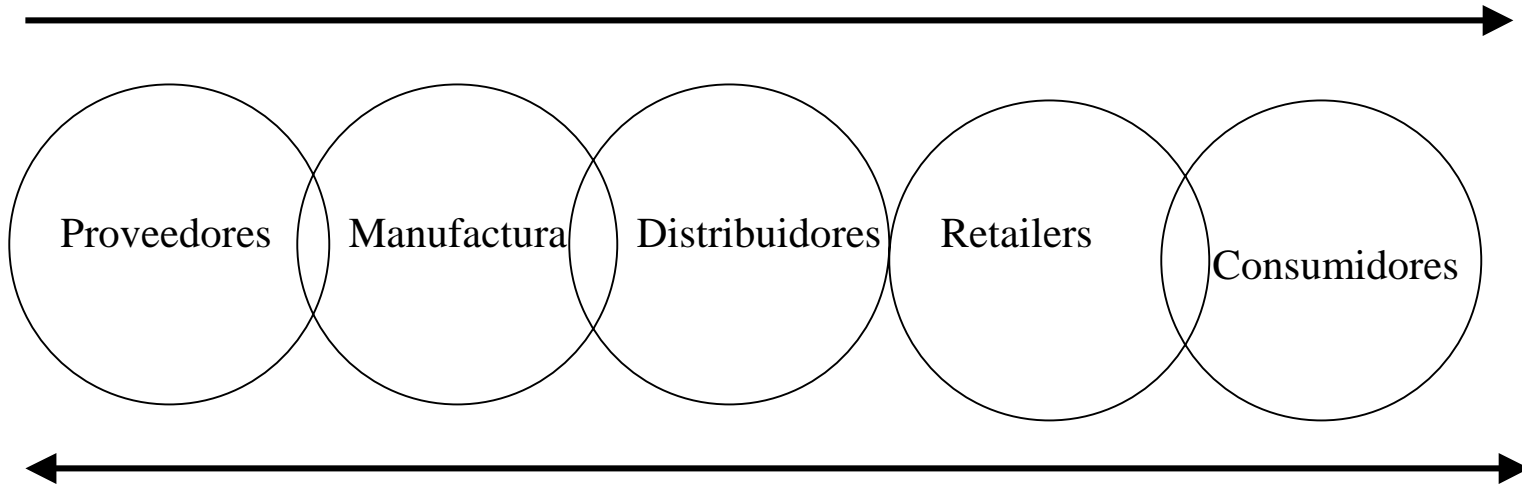 Proveedores
Manufactura
Distribuidores
Retailers
Consumidores